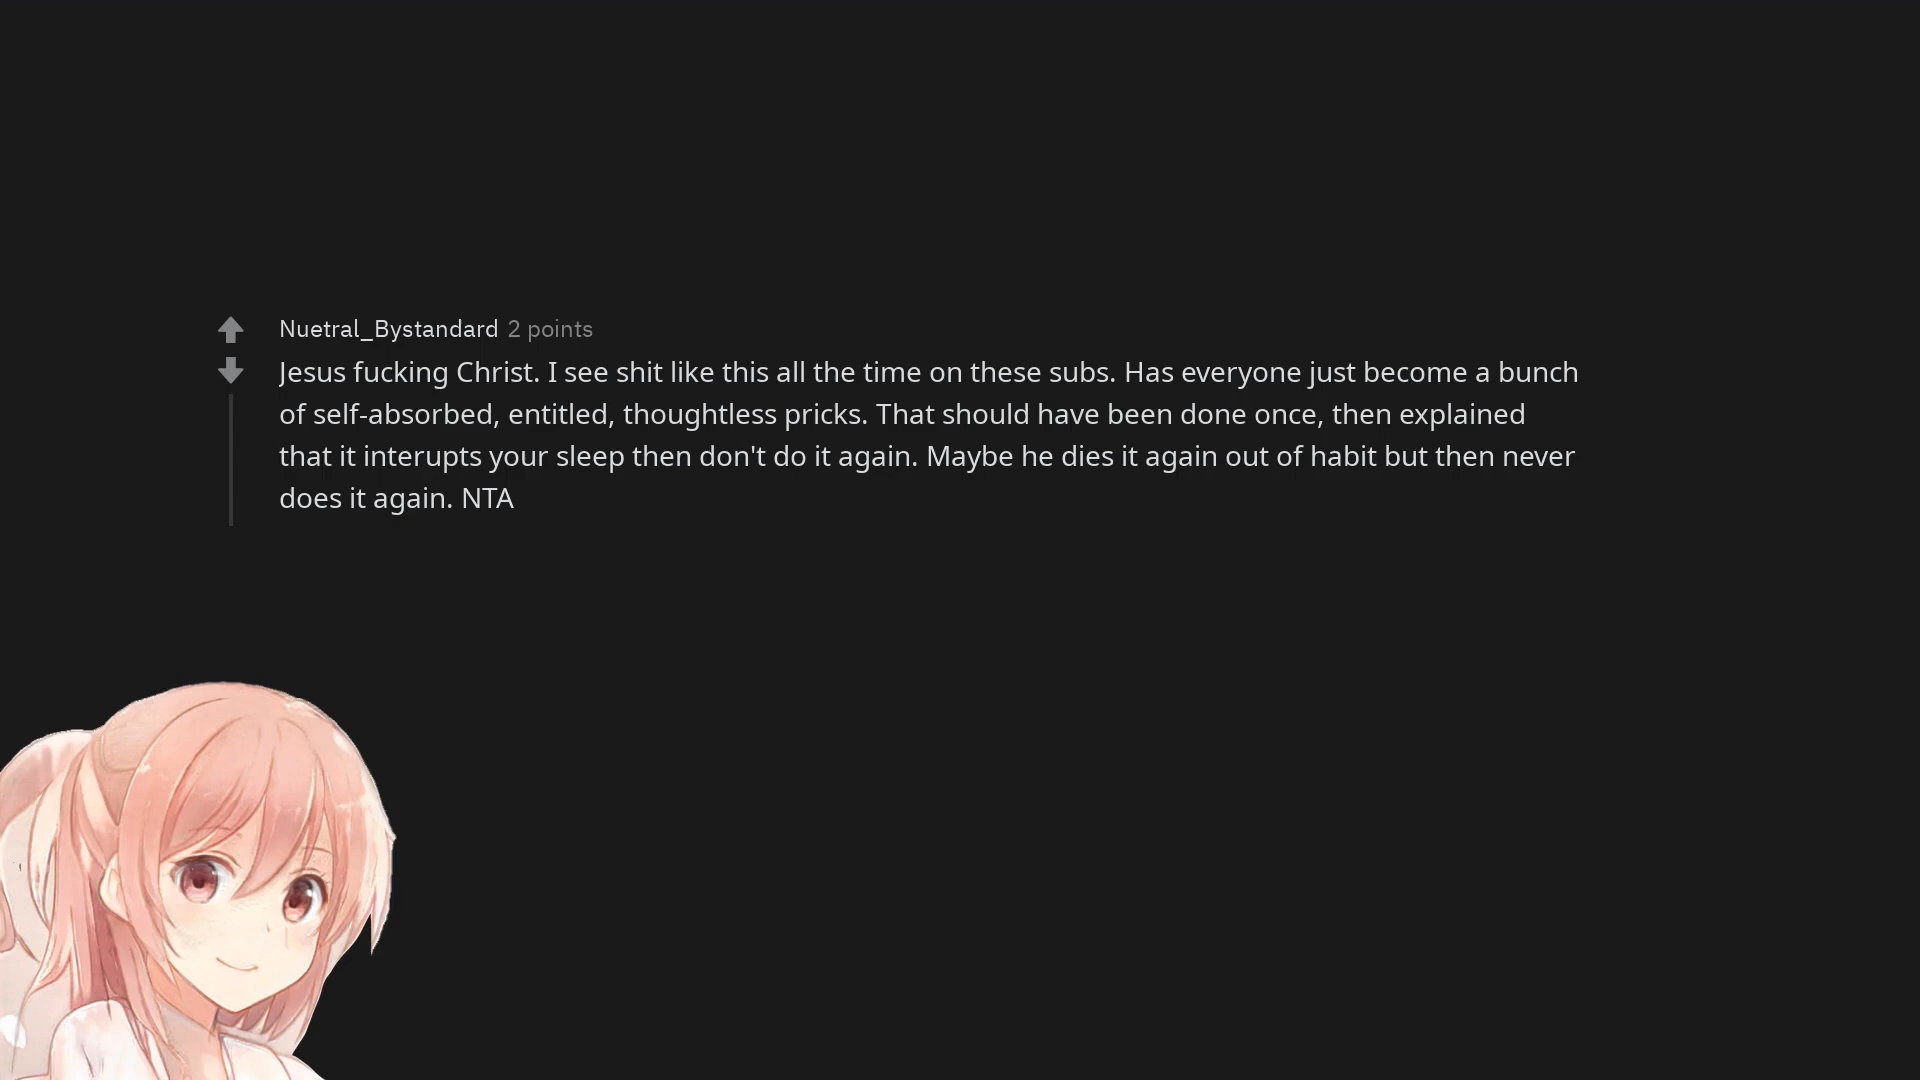 Nuetral_Bystandard 2 points
Jesus fucking Christ. I see shit like this all the time on these subs. Has everyone just become a bunch
of self-absorbed, entitled, thoughtless pricks. That should have been done once, then explained
that it interupts your sleep then don't do it again. Maybe he dies it again out of habit but then never
does it again. NTA